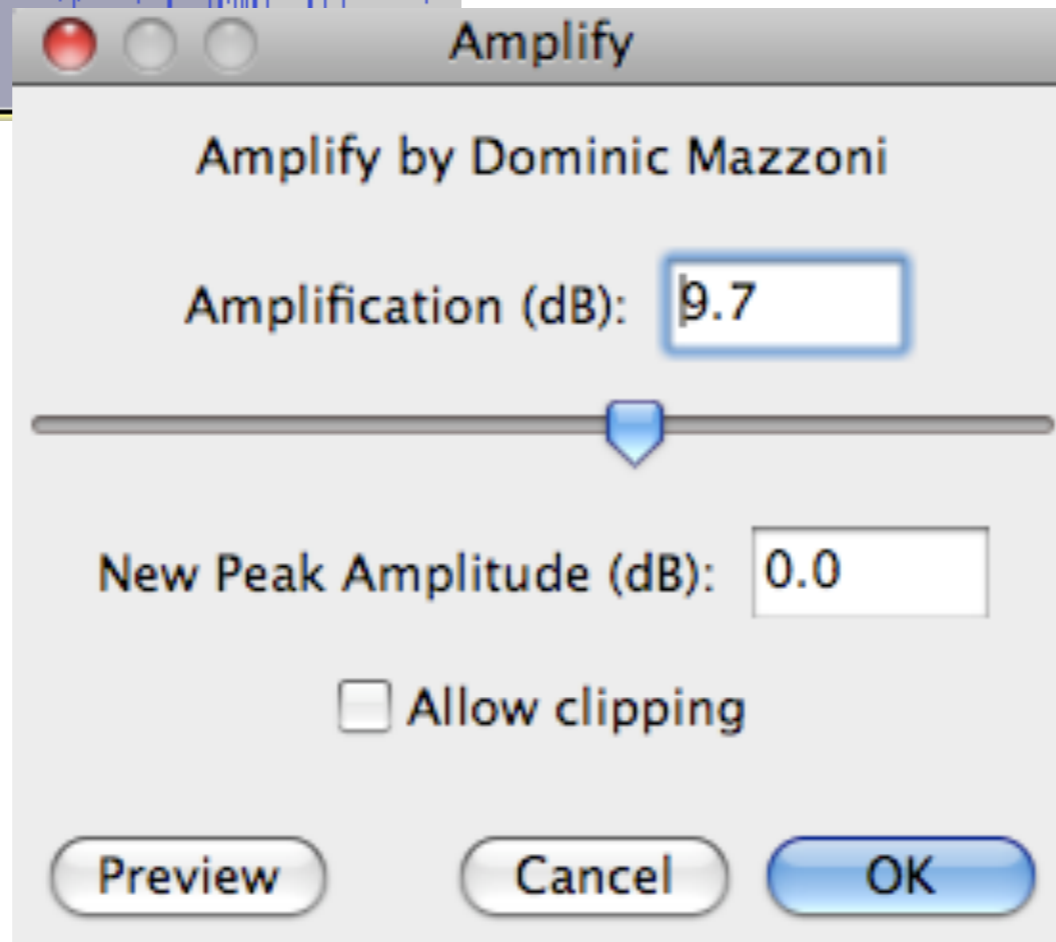 Amplify
Amplify by Dominic Mazzoni
Amplification (dB): 9.7
New Peak Amplitude (dB): 0.0
Allow clipping
Preview Cancel OK